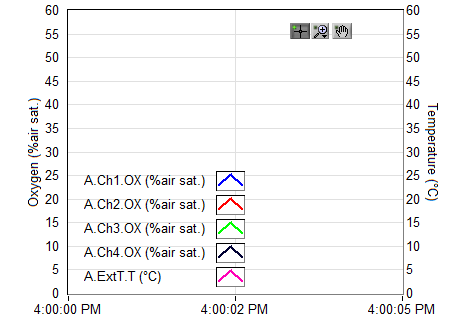 60
55
50
45
40
35
30
25
20
15
10
5
0
Oxygen (%air sat.)
A.Ch1.OX (%air sat.)
A.Ch2.OX (%air sat.)
A.Ch3.OX (%air sat.)
A.Ch4.OX (%air sat.)
A.ExtT.T (°C)
60
55
50
45
40
35
30
25
20
15
10
5
0
Temperature (°C)
4:00:00 PM
4:00:02 PM
4:00:05 PM